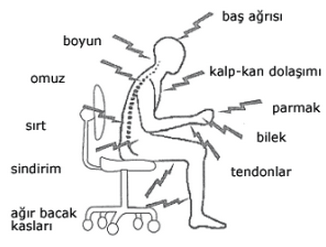 baş ağrısı
boyun
omuz
kalp-kan dolaşımı
parmak
sırt
bilek
sindirim
tendonlar
ağır bacak
kasları